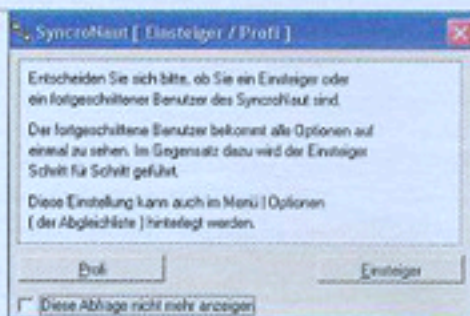 SyncroNaut [ Einsteiger / Profi ]
Entscheiden Sie sich bitte, ob Sie ein Einsteiger oder
ein fortgeschrittener Benutzer des SyncroNaut sind.
Der fortgeschrittene Benutzer bekommt alle Optionen auf
einmal zu sehen. Im Gegensatz dazu wird der Einsteiger
Schritt für Schritt geführt.
Diese Einstellung kann auch im Menü | Optionen
( der Abgleichliste ) hinterlegt werden.
Profi
Einsteiger
Diese Abfrage nicht mehr anzeigen